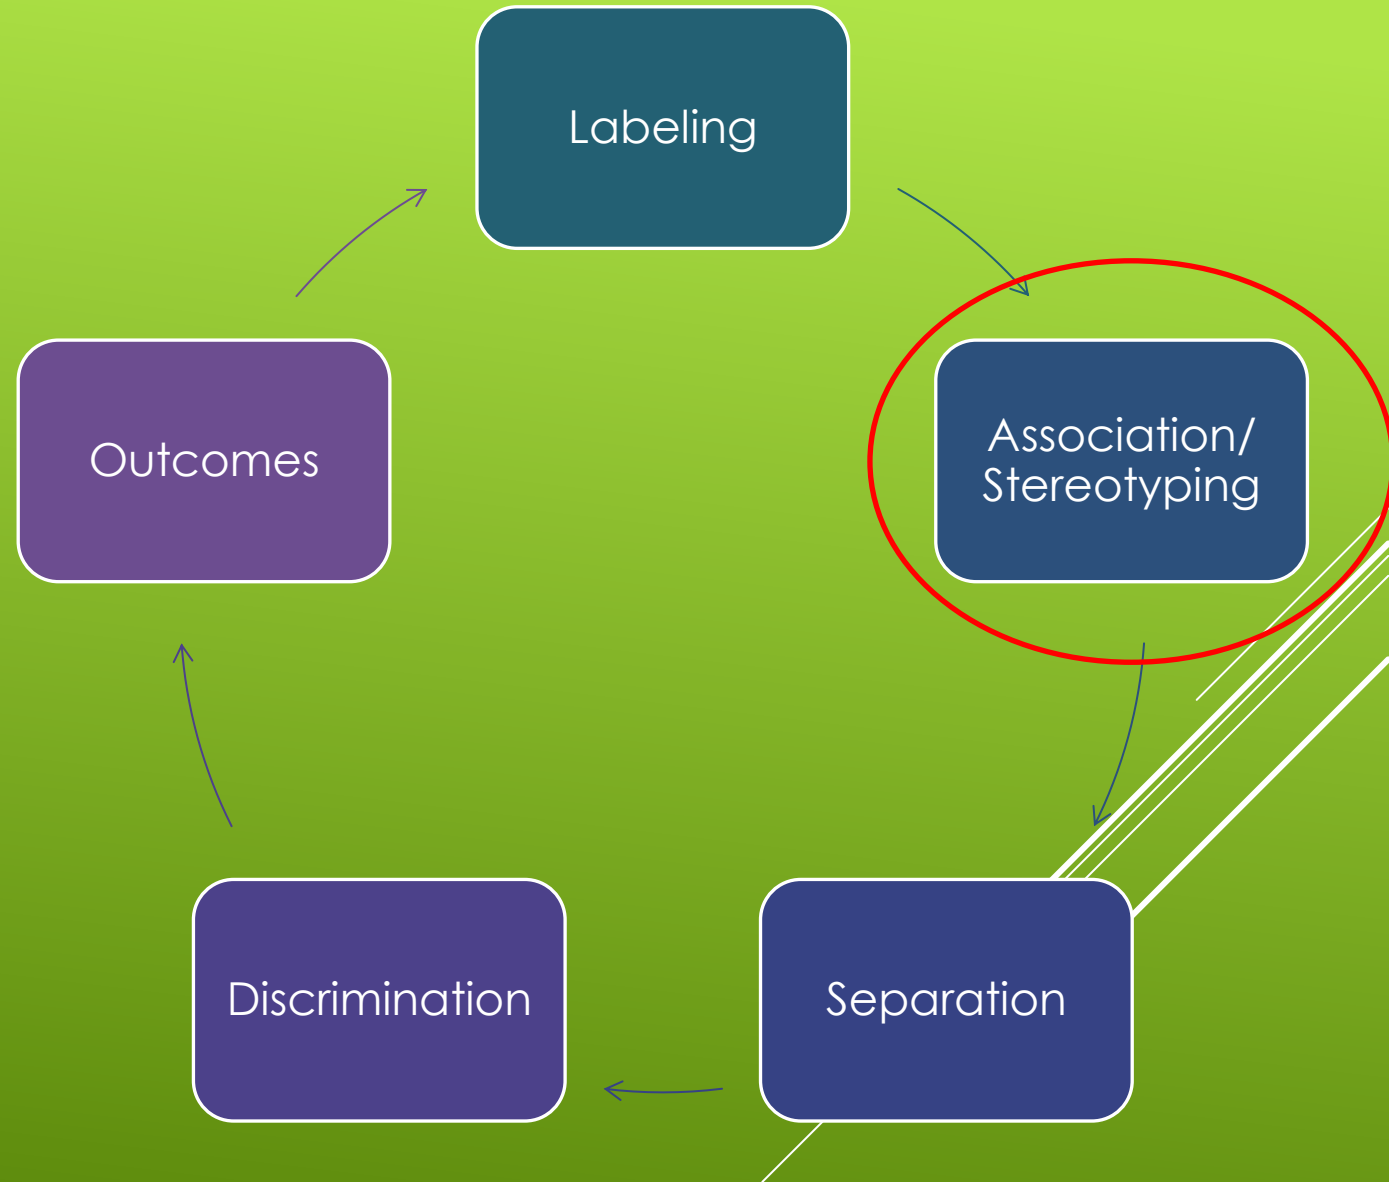 Labeling
Association/
Stereotyping
Separation
Discrimination
Outcomes